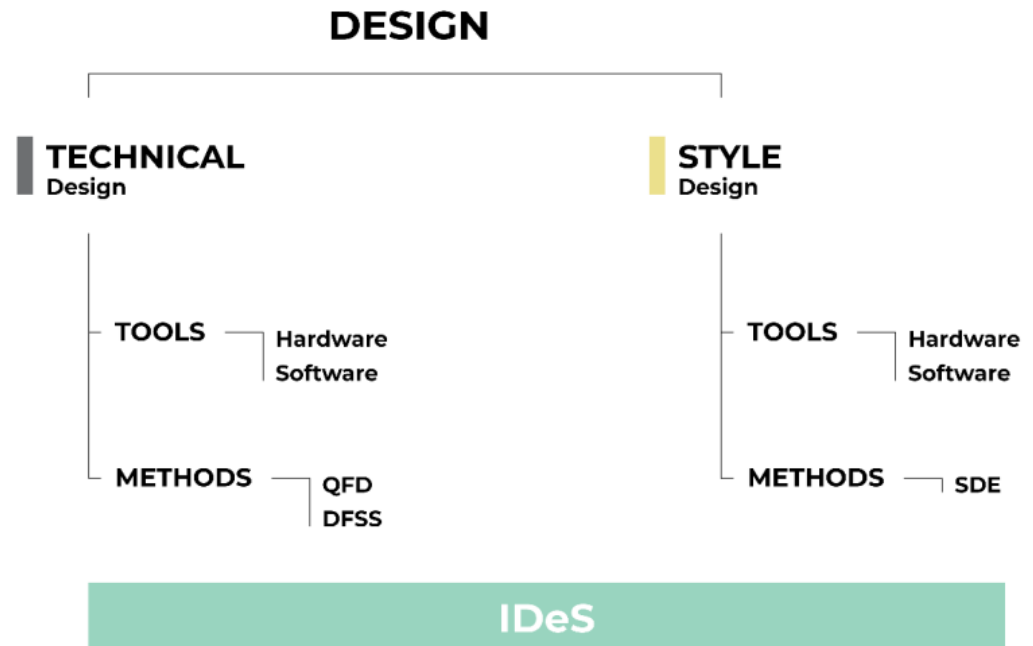 DESIGN
TECHNICAL
Design
TOOLS
Hardware
Software
METHODS
QFD
DFSS
STYLE
Design
TOOLS
Hardware
Software
METHODS
SDE
IDeS